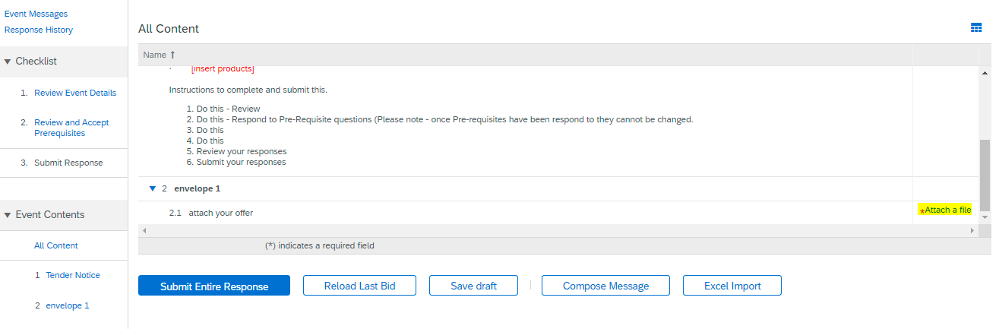 Event Messages
Response History
▼ Checklist
1. Review Event Details
2. Review and Accept
Prerequisites
3. Submit Response
▼ Event Contents
All Content
1 Tender Notice
2 envelope 1
All Content
Name ↑
· [insert products]
Instructions to complete and submit this.
1. Do this - Review
2. Do this - Respond to Pre-Requisite questions (Please note - once Pre-requisites have been respond to they cannot be changed.
3. Do this
4. Do this
5. Review your responses
6. Submit your responses
▼ 2 envelope 1
2.1 attach your offer
*Attach a file
(*) indicates a required field
Submit Entire Response
Reload Last Bid
Save draft
Compose Message
Excel Import